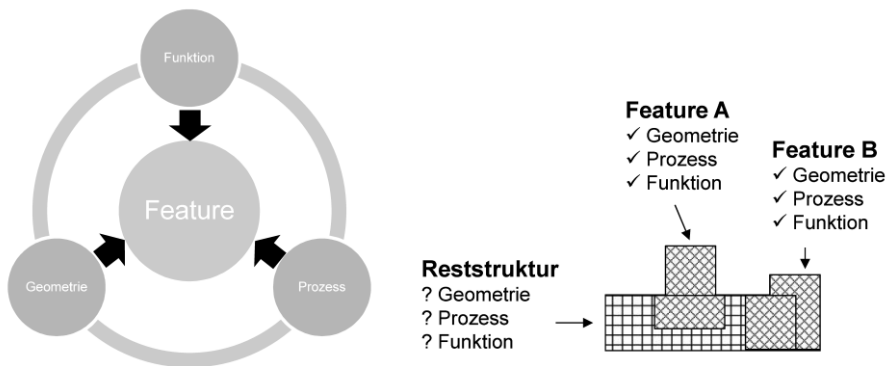 Funktion
Feature
Geometrie
Prozess
Feature A
✓ Geometrie
✓ Prozess
✓ Funktion
Feature B
✓ Geometrie
✓ Prozess
✓ Funktion
Reststruktur
? Geometrie
? Prozess
? Funktion